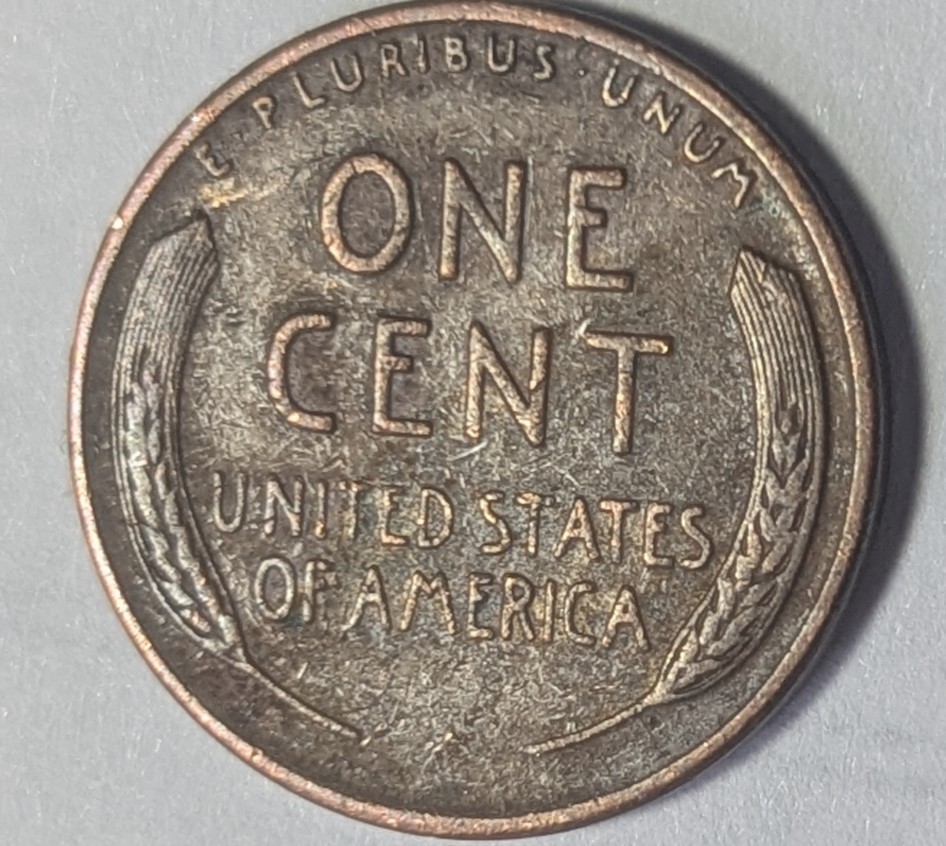 E · PLURIBUS · UNUM
ONE
CENT
UNITED STATES
OF AMERICA